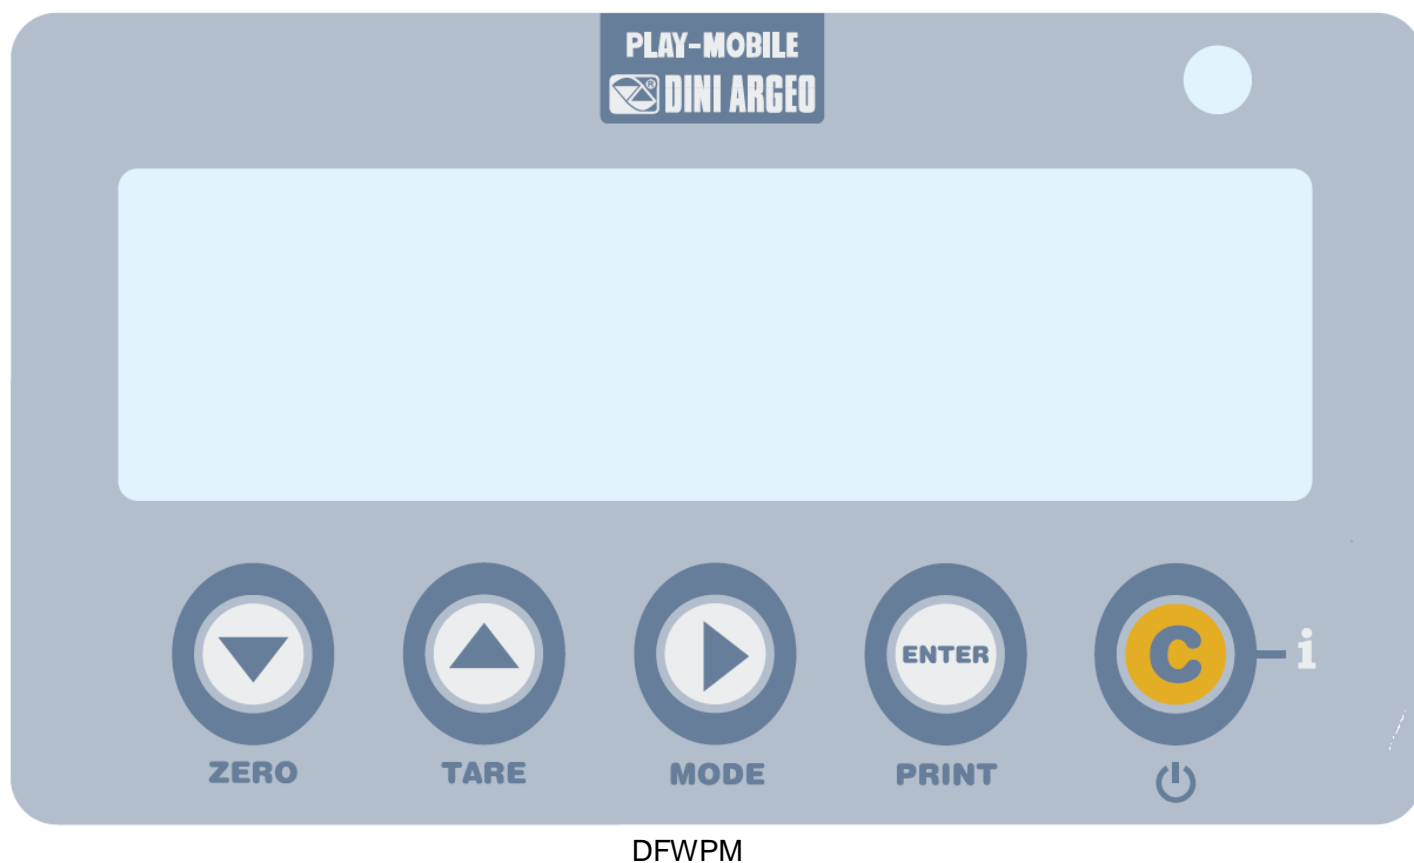 PLAY-MOBILE
DINI ARGEO
ENTER C i
ZERO TARE MODE PRINT
DFWPM